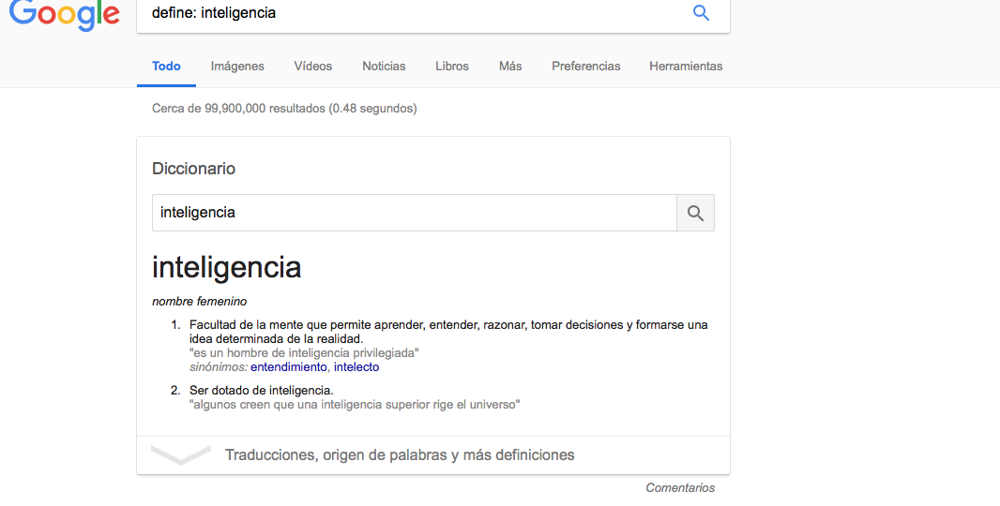 Google
define: inteligencia
Todo Imágenes Vídeos Noticias Libros Más Preferencias Herramientas
Cerca de 99,900,000 resultados (0.48 segundos)
Diccionario
inteligencia
inteligencia
nombre femenino
1. Facultad de la mente que permite aprender, entender, razonar, tomar decisiones y formarse una
idea determinada de la realidad.
"es un hombre de inteligencia privilegiada"
sinónimos: entendimiento, intelecto
2. Ser dotado de inteligencia.
"algunos creen que una inteligencia superior rige el universo"
Traducciones, origen de palabras y más definiciones
Comentarios